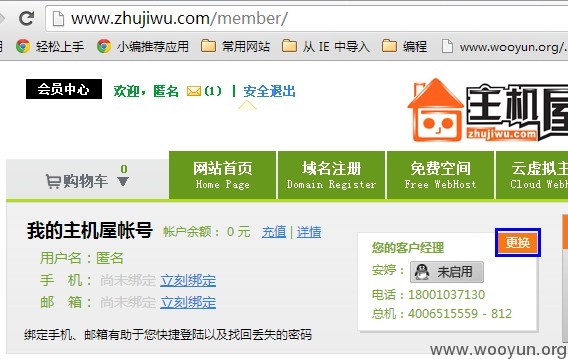 www.zhujiwu.com/member/
轻松上手 小编推荐应用 常用网站 从 IE 中导入 编程 www.wooyun.org/.
会员中心 欢迎，匿名 (1) | 安全退出
主机屋
zhujiwu.com
购物车 0
网站首页 域名注册 免费空间 云虚拟主
Home Page Domain Register Free WebHost Cloud Webh
我的主机屋帐号 帐户余额： 0 元 充值 | 详情
用户名：匿名
手 机： 尚未绑定 立刻绑定
邮 箱： 尚未绑定 立刻绑定
绑定手机、邮箱有助于您快捷登陆以及找回丢失的密码
更换
您的客户经理
安婷： 未启用
电话：18001037130
总机：4006515559 - 812
www.wooyun.org